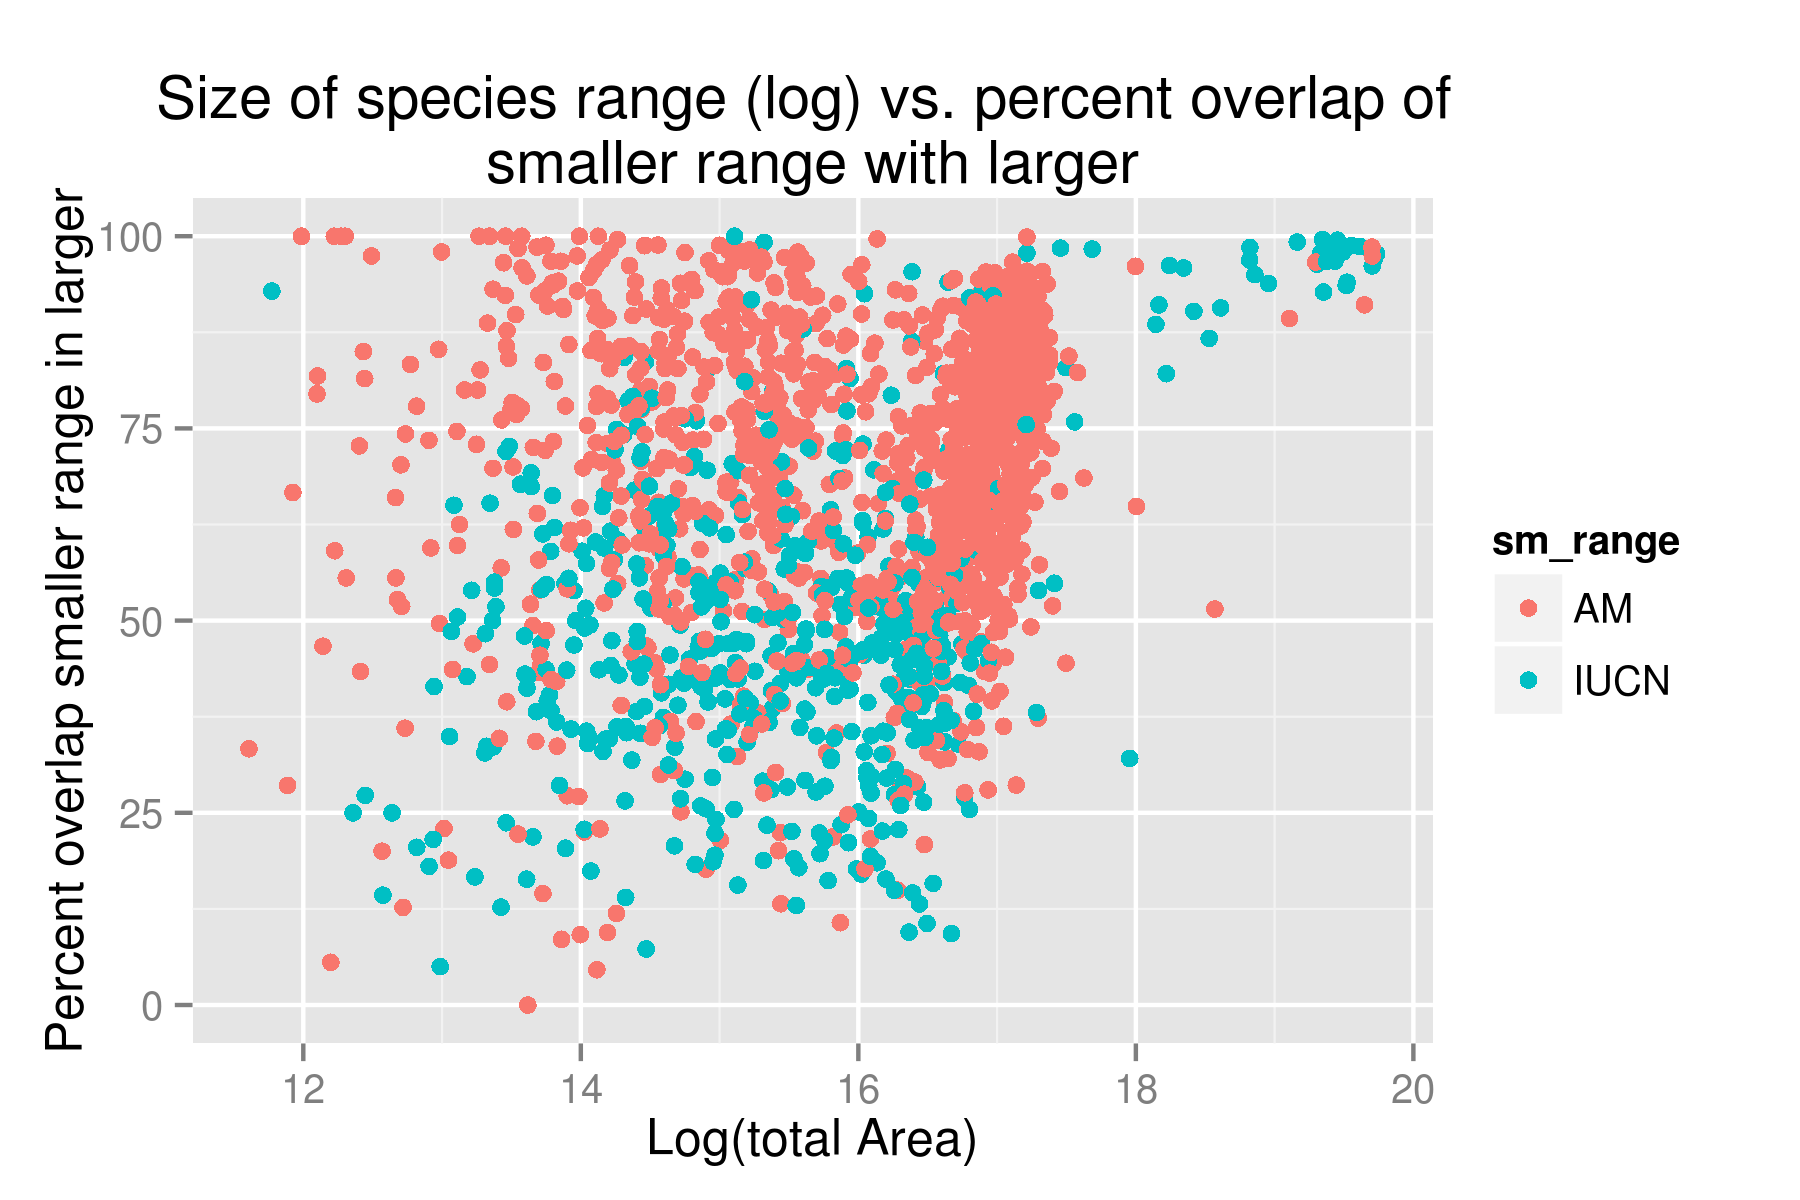 Size of species range (log) vs. percent overlap of
smaller range with larger
Percent overlap smaller range in larger
100
75
50
25
0
12
14
16
18
20
Log(total Area)
sm_range
AM
IUCN